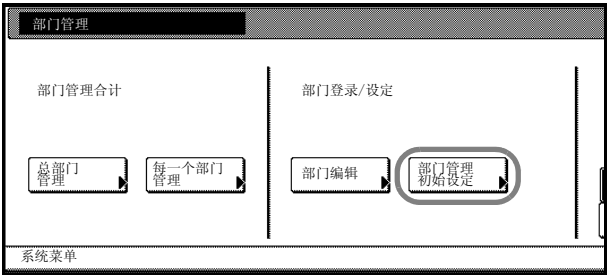 部门管理
部门管理合计
部门登录/设定
总部门
管理
每一个部门
管理
部门编辑
部门管理
初始设定
系统菜单